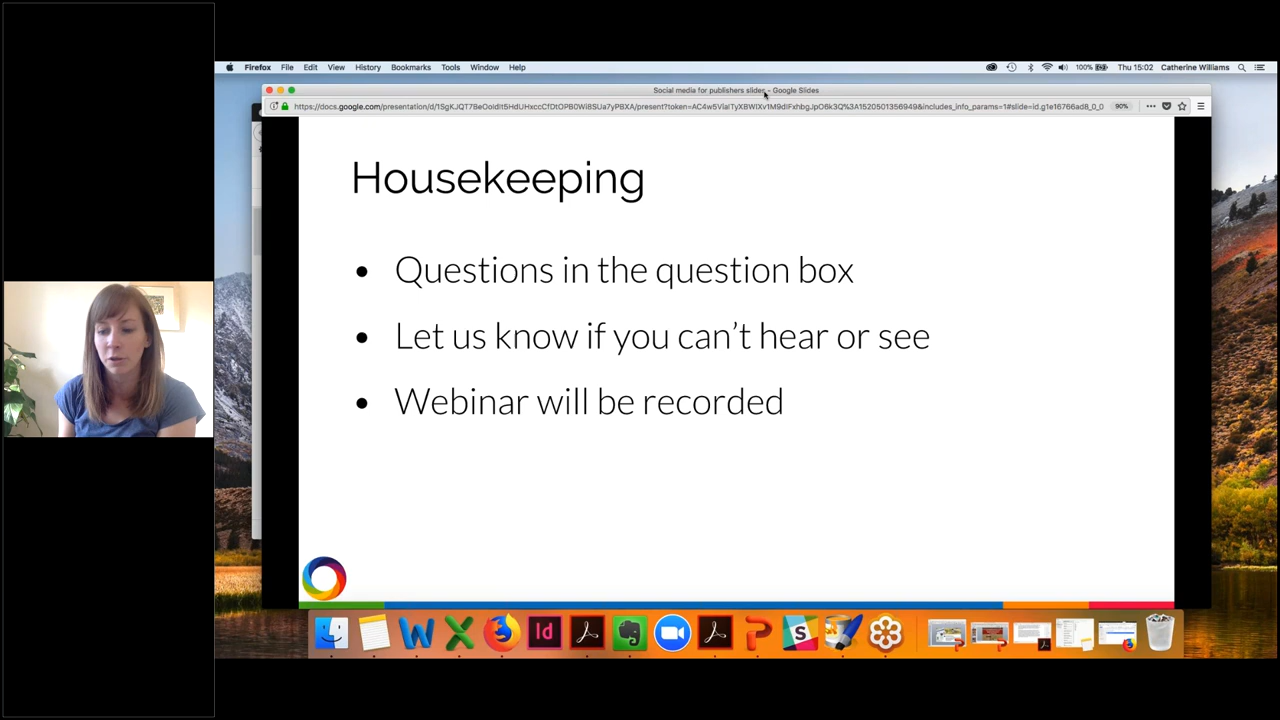 Firefox File Edit View History Bookmarks Tools Window Help 100% Thu 15:02 Catherine Williams
Social media for publishers slides - Google Slides
90%
Housekeeping
• Questions in the question box
• Let us know if you can't hear or see
• Webinar will be recorded